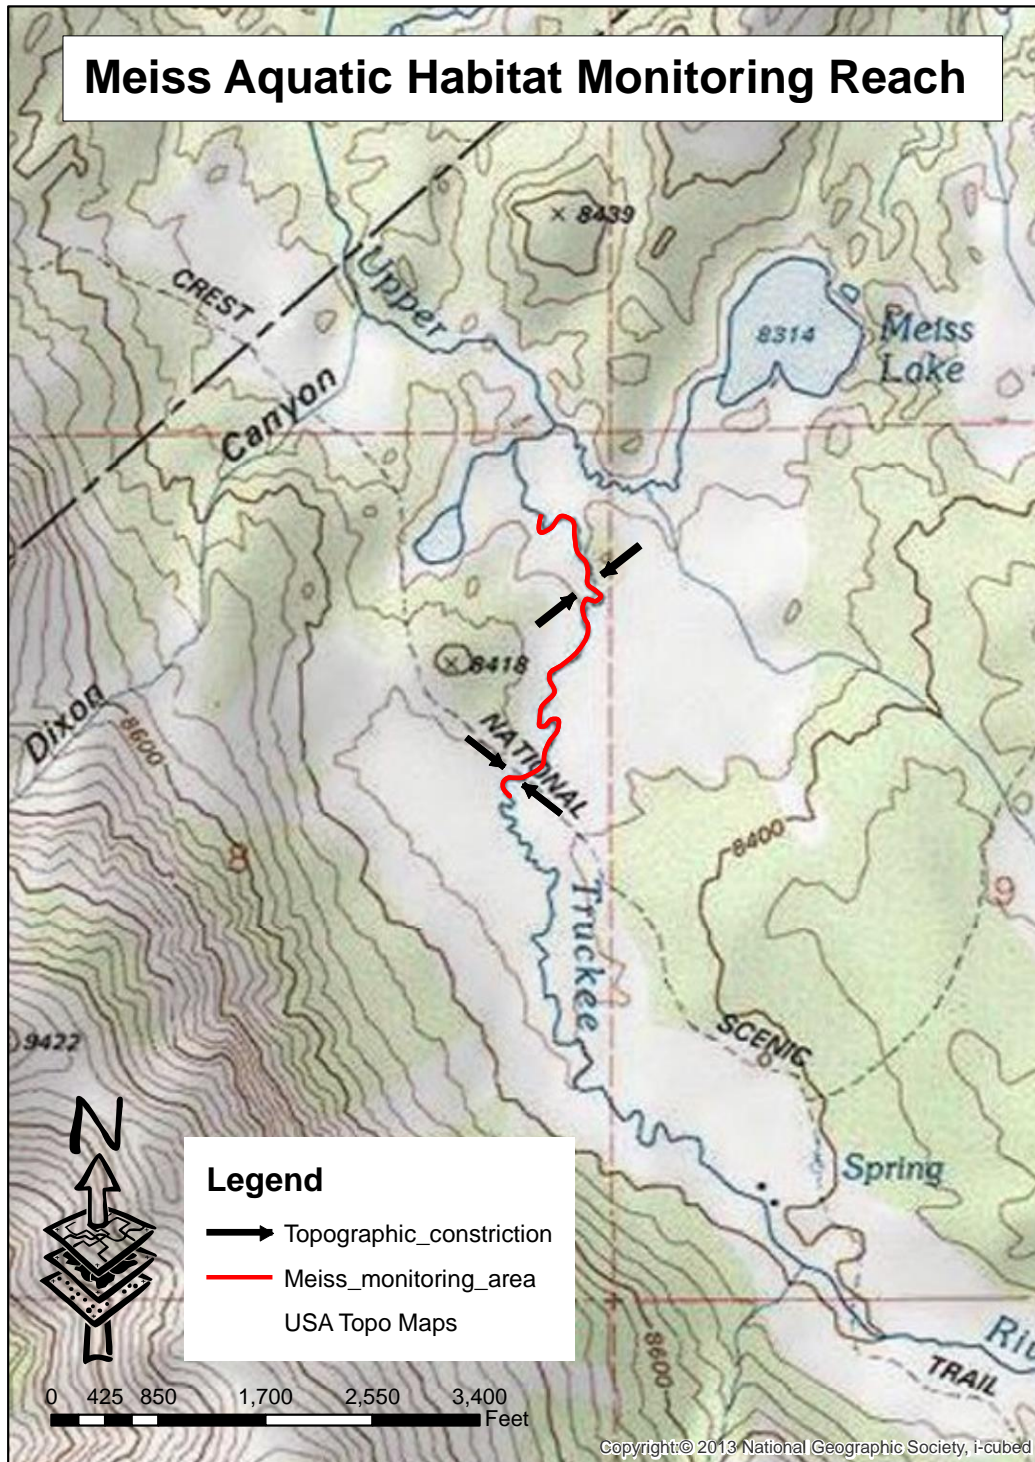 Meiss Aquatic Habitat Monitoring Reach
8439
Upper
CREST
8314
Meiss
Lake
Canyon
8418
Dixon
8600
NATIONAL
8400
8
9
Truckee
SCENIC
9422
N
Spring
Legend
Topographic_constriction
Meiss_monitoring_area
USA Topo Maps
8600
TRAIL
0 425 850 1,700 2,550 3,400
Feet
Copyright:© 2013 National Geographic Society, i-cubed